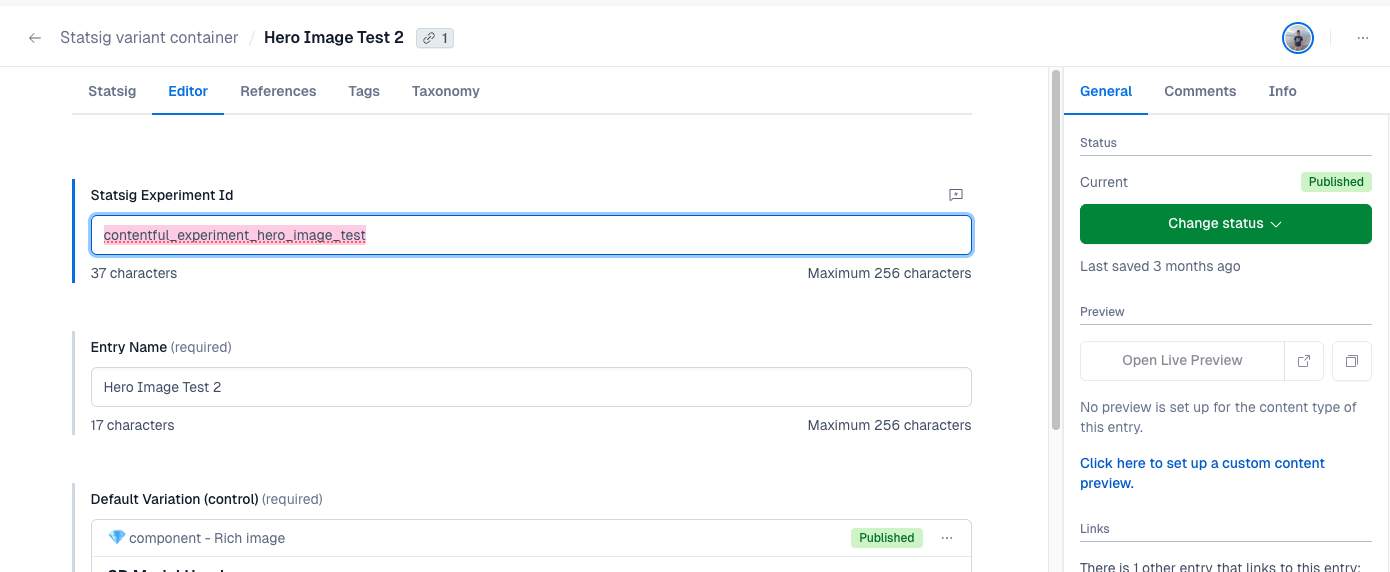 Statsig variant container / Hero Image Test 2 1
Statsig Editor References Tags Taxonomy
Statsig Experiment Id
contentful_experiment_hero_image_test
37 characters Maximum 256 characters
Entry Name (required)
Hero Image Test 2
17 characters Maximum 256 characters
Default Variation (control) (required)
component - Rich image Published
General Comments Info
Status
Current Published
Change status
Last saved 3 months ago
Preview
Open Live Preview
No preview is set up for the content type of
this entry.
Click here to set up a custom content
preview.
Links
There is 1 other entry that links to this entry: